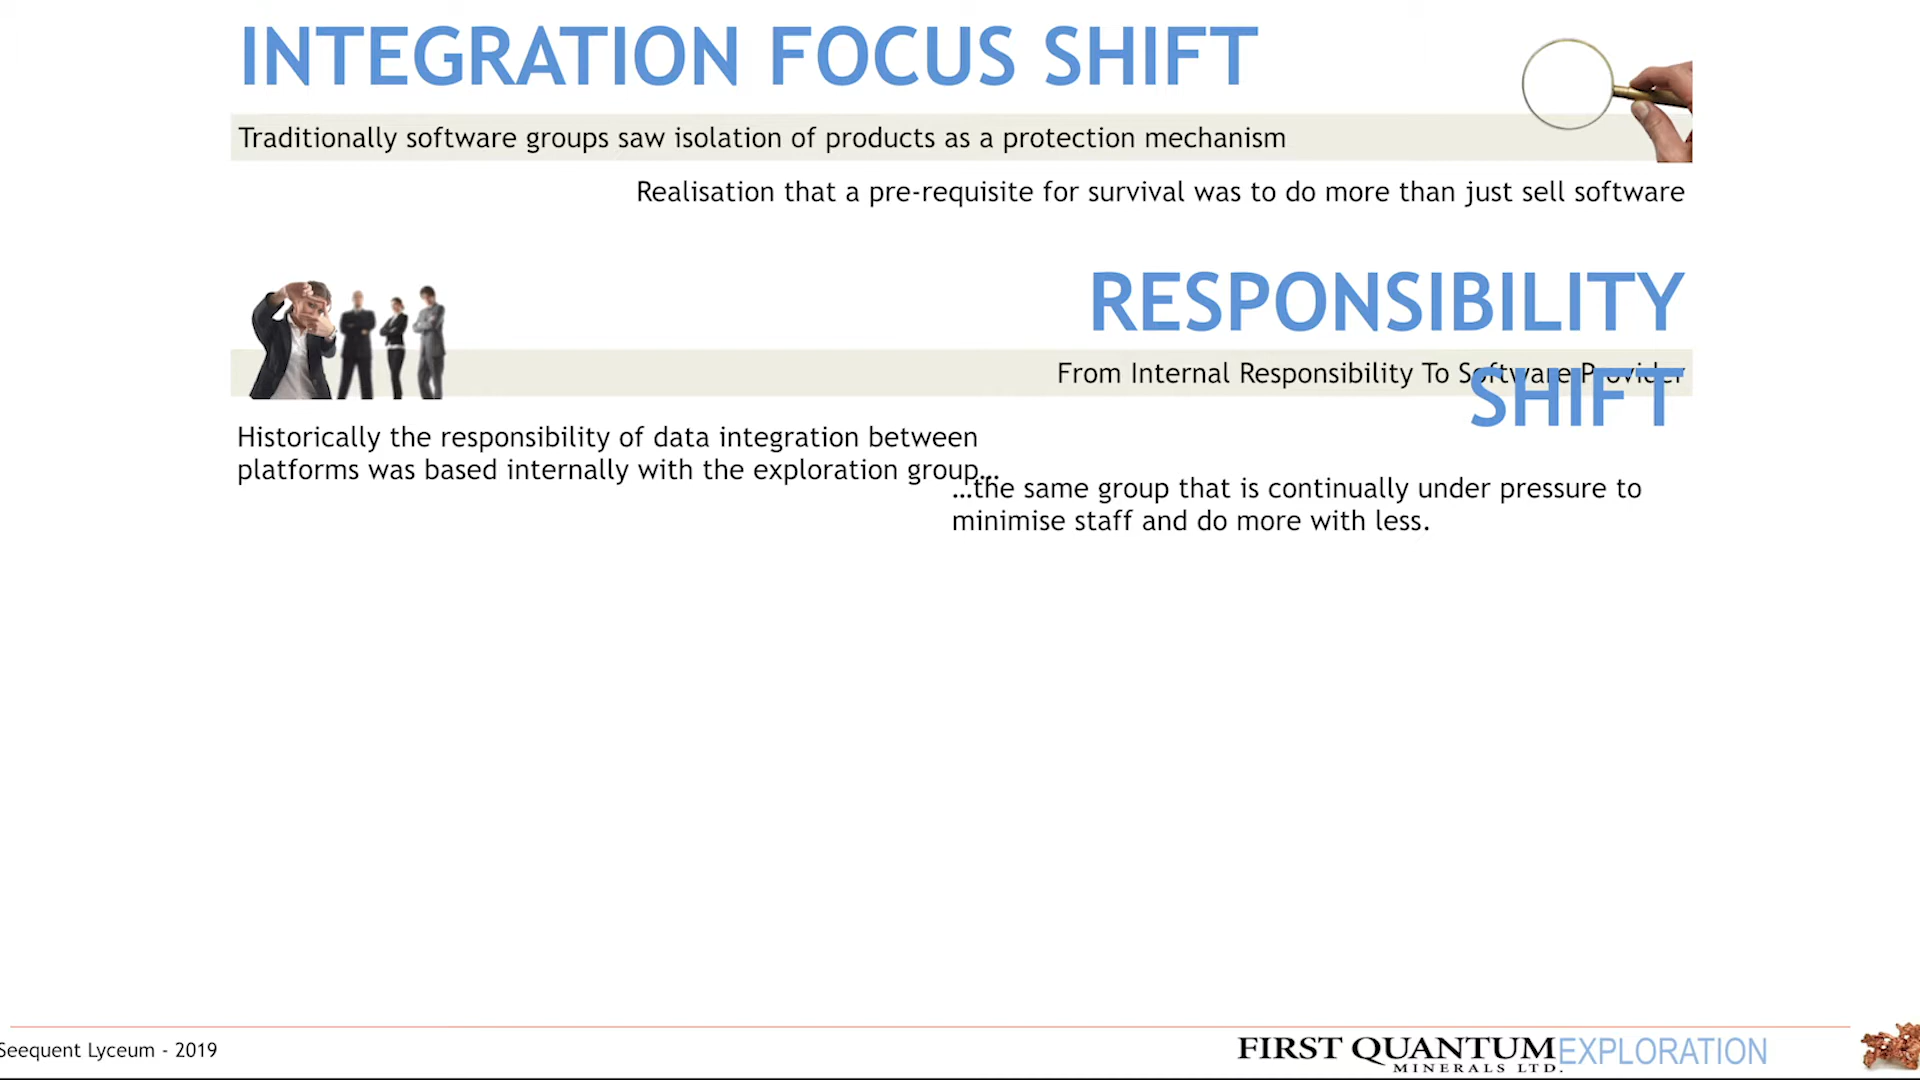 INTEGRATION FOCUS SHIFT
Traditionally software groups saw isolation of products as a protection mechanism
Realisation that a pre-requisite for survival was to do more than just sell software
RESPONSIBILITY
SHIFT
From Internal Responsibility To Software Provider
Historically the responsibility of data integration between
platforms was based internally with the exploration group...
...the same group that is continually under pressure to
minimise staff and do more with less.
Seequent Lyceum - 2019
FIRST QUANTUM EXPLORATION
MINERALS LTD.